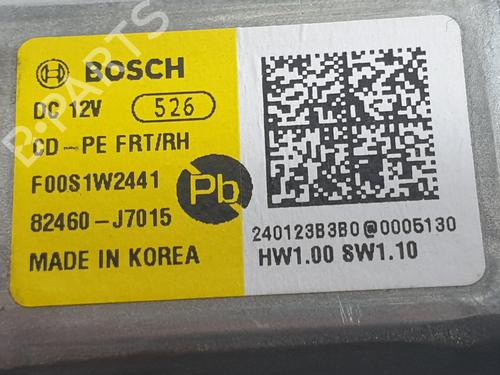 BOSCH
DC 12V 526
CD-PE FRT/RH
F00S1W2441
Pb
82460-J7015
MADE IN KOREA
240123B3B0@0005130
HW1.00 SW1.10
B-PARTS